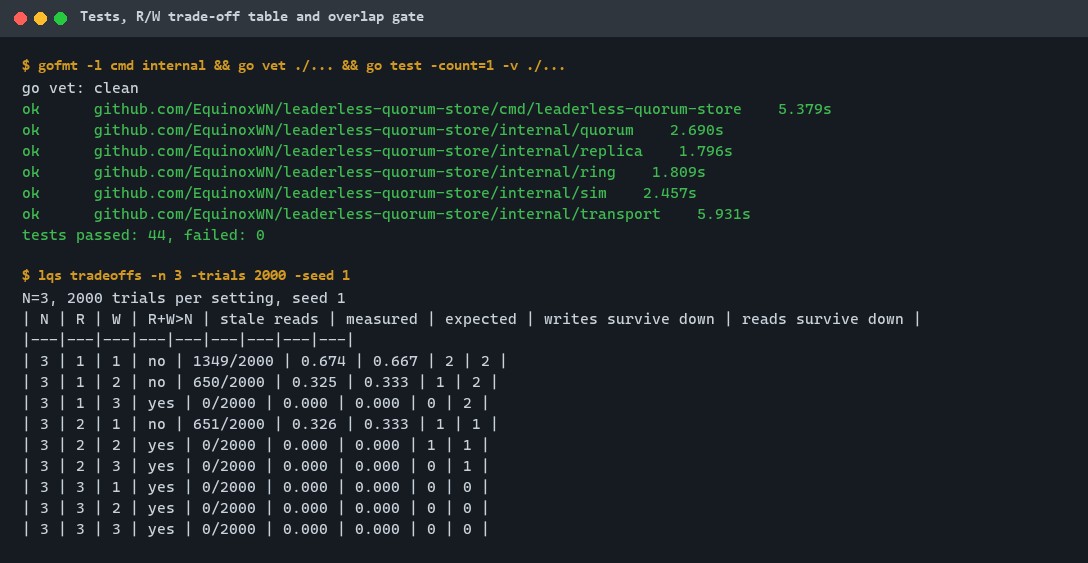 Tests, R/W trade-off table and overlap gate
$ gofmt -l cmd internal && go vet ./... && go test -count=1 -v ./...
go vet: clean
ok      github.com/EquinoxWN/leaderless-quorum-store/cmd/leaderless-quorum-store    5.379s
ok      github.com/EquinoxWN/leaderless-quorum-store/internal/quorum    2.690s
ok      github.com/EquinoxWN/leaderless-quorum-store/internal/replica    1.796s
ok      github.com/EquinoxWN/leaderless-quorum-store/internal/ring    1.809s
ok      github.com/EquinoxWN/leaderless-quorum-store/internal/sim    2.457s
ok      github.com/EquinoxWN/leaderless-quorum-store/internal/transport    5.931s
tests passed: 44, failed: 0
$ lqs tradeoffs -n 3 -trials 2000 -seed 1
N=3, 2000 trials per setting, seed 1
| N | R | W | R+W>N | stale reads | measured | expected | writes survive down | reads survive down |
|---|---|---|---|---|---|---|---|---|
| 3 | 1 | 1 | no | 1349/2000 | 0.674 | 0.667 | 2 | 2 |
| 3 | 1 | 2 | no | 650/2000 | 0.325 | 0.333 | 1 | 2 |
| 3 | 1 | 3 | yes | 0/2000 | 0.000 | 0.000 | 0 | 2 |
| 3 | 2 | 1 | no | 651/2000 | 0.326 | 0.333 | 1 | 1 |
| 3 | 2 | 2 | yes | 0/2000 | 0.000 | 0.000 | 1 | 1 |
| 3 | 2 | 3 | yes | 0/2000 | 0.000 | 0.000 | 0 | 1 |
| 3 | 3 | 1 | yes | 0/2000 | 0.000 | 0.000 | 0 | 0 |
| 3 | 3 | 2 | yes | 0/2000 | 0.000 | 0.000 | 0 | 0 |
| 3 | 3 | 3 | yes | 0/2000 | 0.000 | 0.000 | 0 | 0 |